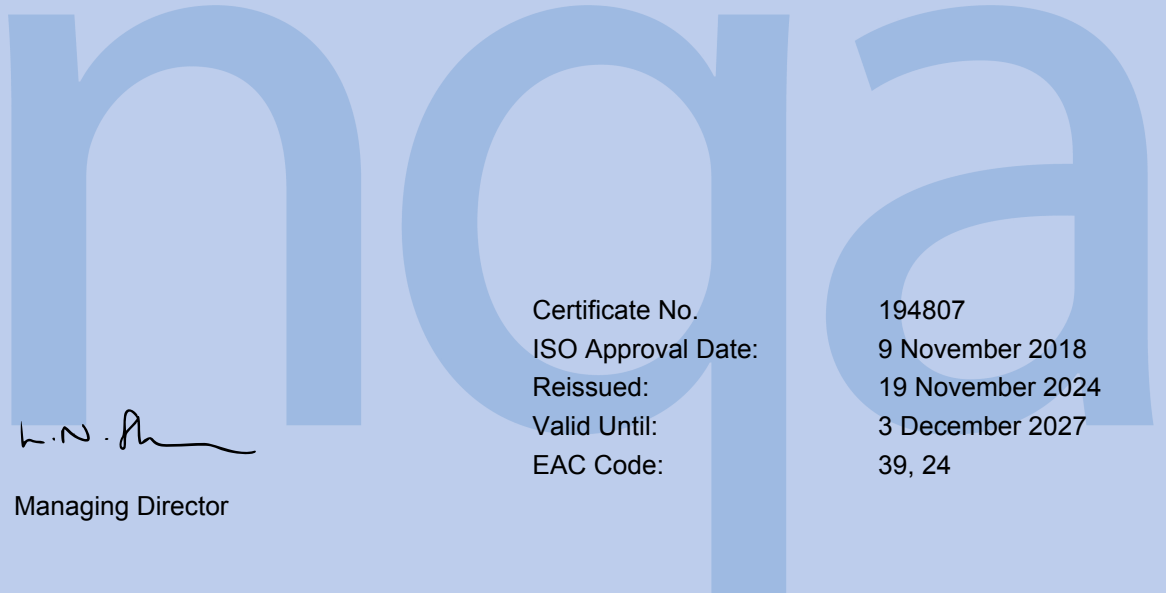 nqa
Certificate No. 194807
ISO Approval Date: 9 November 2018
Reissued: 19 November 2024
Valid Until: 3 December 2027
EAC Code: 39, 24
L.N.
Managing Director